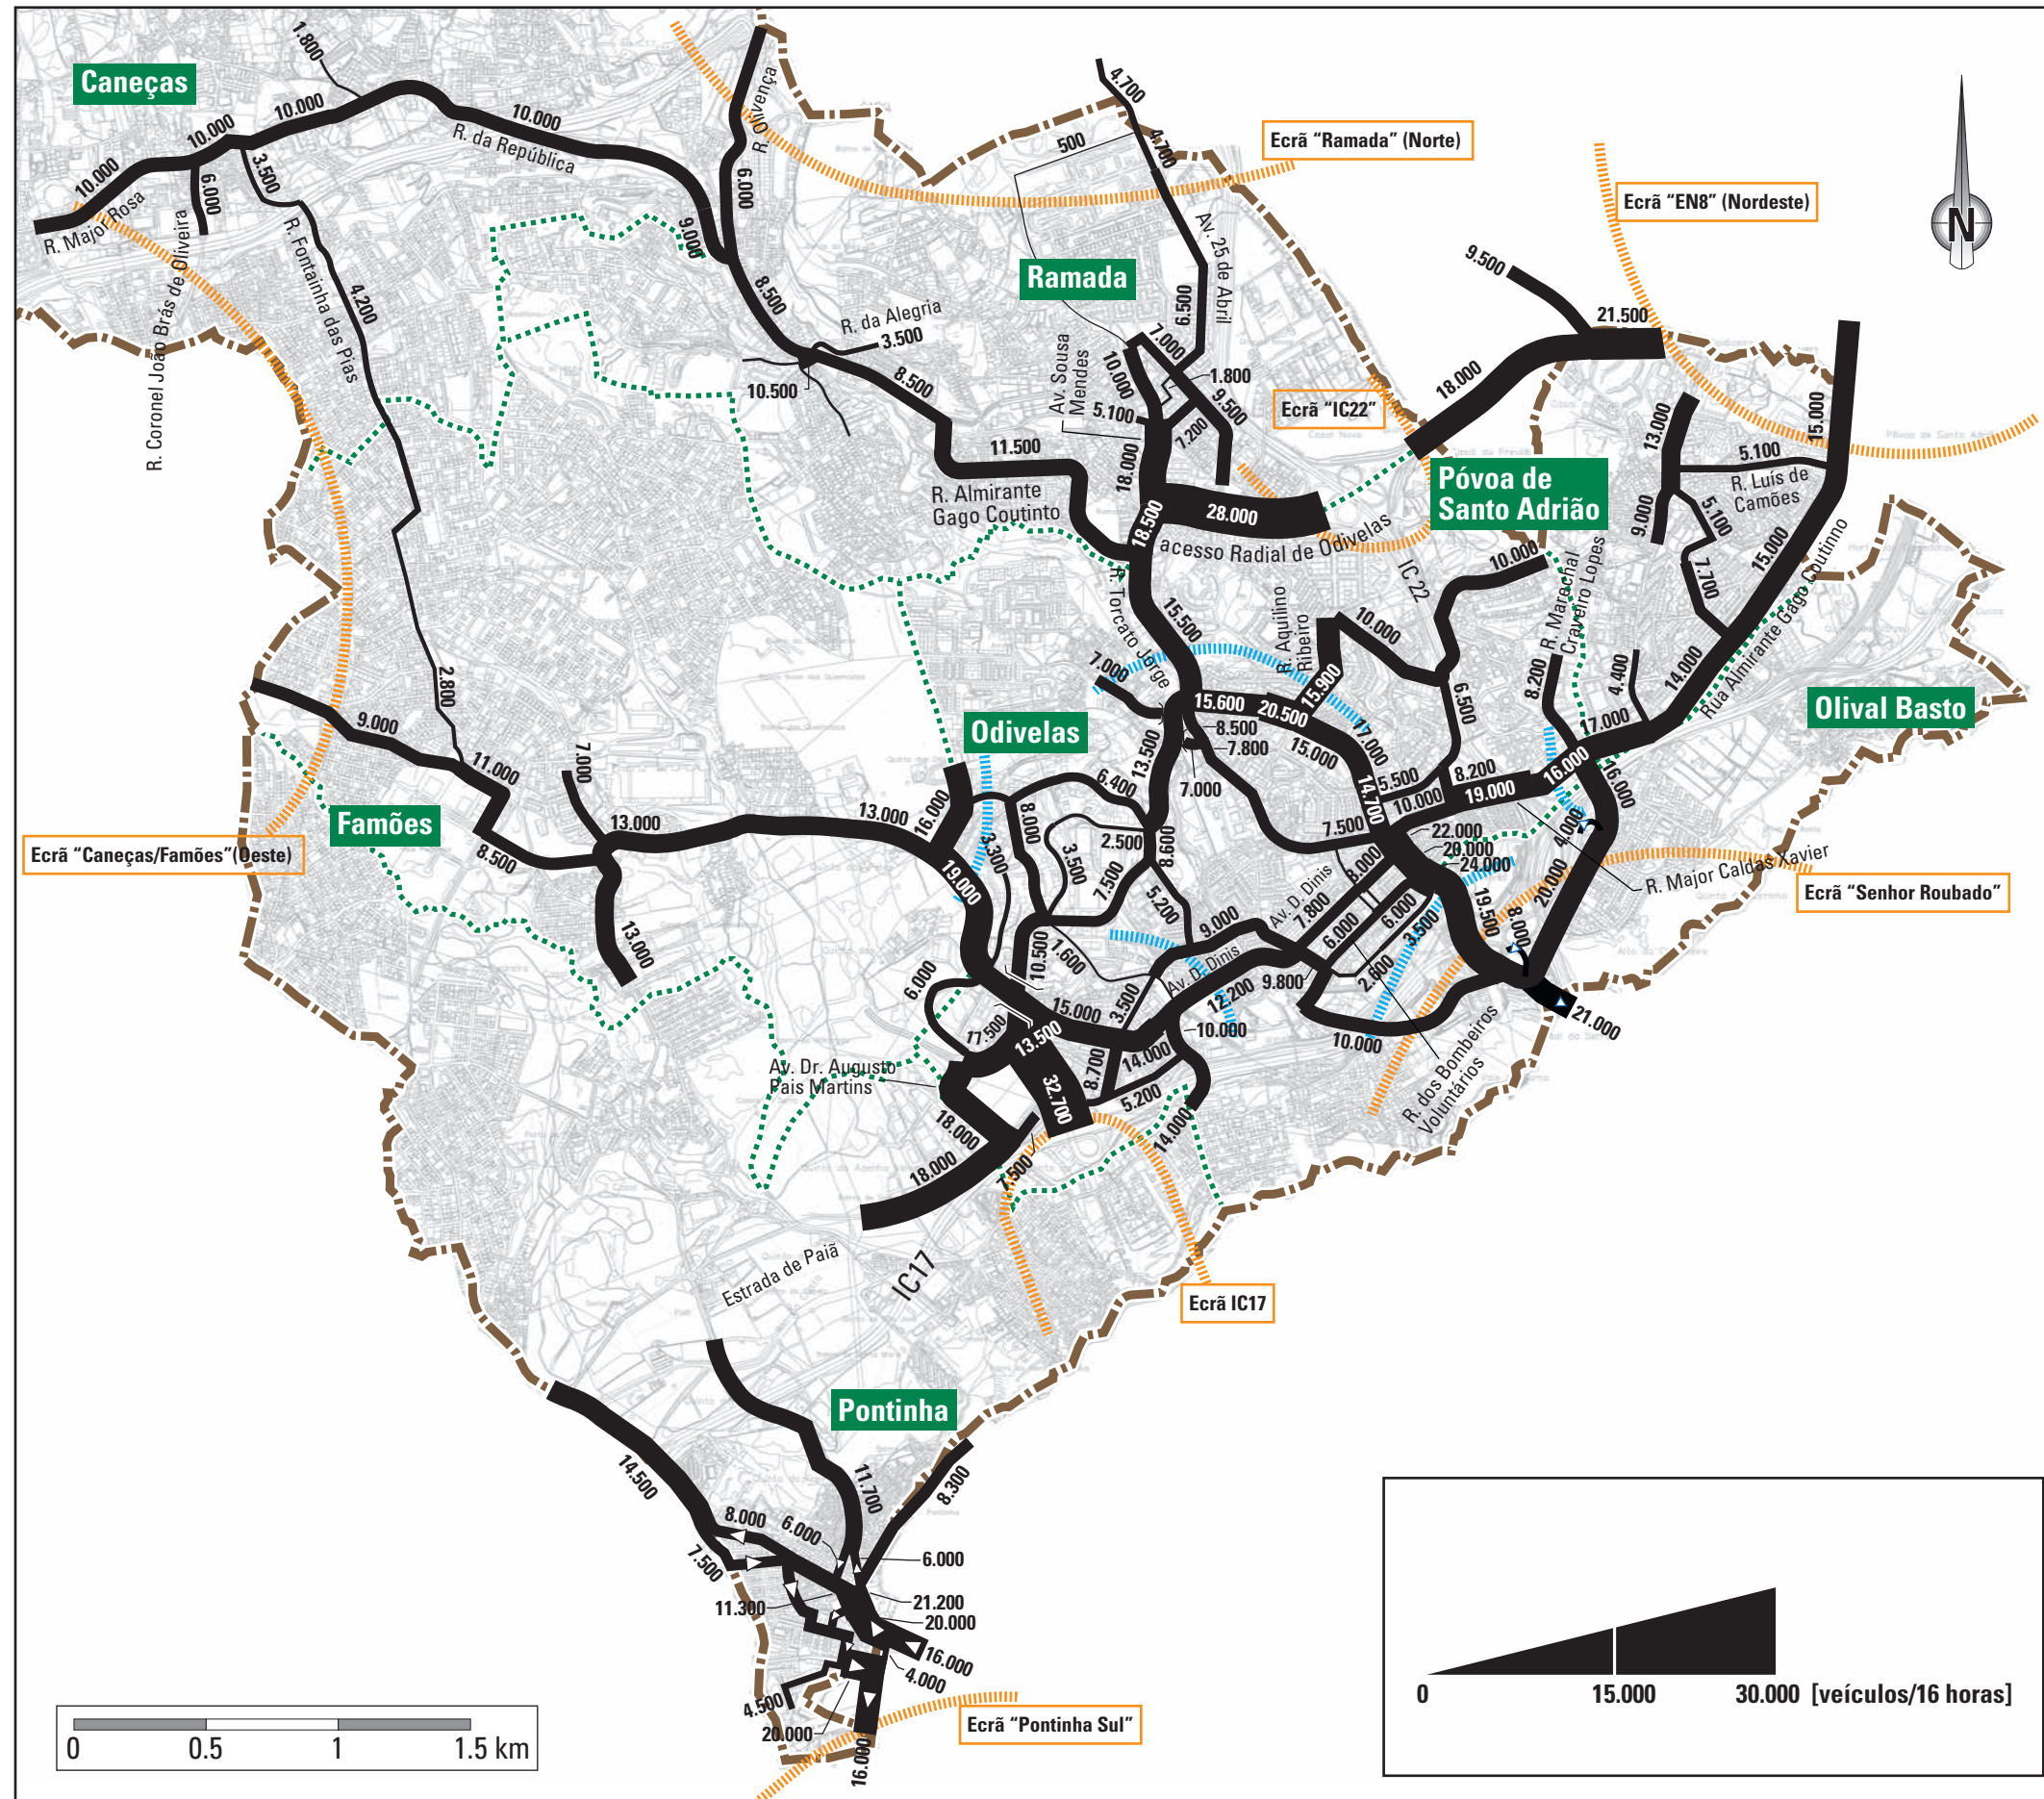 1.800
Caneças
10.000
10.000
10.000
10.000
R. da República
R. Major Rosa
6.000
3.500
R. Coronel João Brás de Oliveira
R. Fontainha das Pias
4.200
2.800
R. Olivença
6.000
9.000
8.500
R. da Alegria
3.500
10.500
8.500
11.500
R. Almirante
Gago Coutinto
4.700
4.700
500
Ecrã “Ramada” (Norte)
Ecrã “EN8” (Nordeste)
N
Ramada
Av. 25 de Abril
6.500
7.000
10.000
Av. Sousa
Mendes
1.800
9.500
5.100
7.200
18.000
18.500
28.000
acesso Radial de Odivelas
Ecrã “IC22”
IC 22
9.500
21.500
18.000
Póvoa de
Santo Adrião
13.000
15.000
5.100
R. Luís de
Camões
9.000
5.100
7.700
15.000
14.000
Rua Almirante Gago Coutinho
Olival Basto
10.000
R. Marechal
Craveiro Lopes
8.200
4.400
17.000
16.000
16.000
R. Torcato Jorge
15.500
R. Aquilino
Ribeiro
10.000
15.900
7.000
15.600
20.500
8.500
7.800
15.000
17.000
6.500
13.500
7.000
14.700
5.500
8.200
10.000
19.000
7.500
22.000
20.000
24.000
4.000
20.000
R. Major Caldas Xavier
Ecrã “Senhor Roubado”
19.500
8.000
21.000
Odivelas
9.000
11.000
7.000
Famões
Ecrã “Caneças/Famões”(Oeste)
8.500
13.000
13.000
13.000
16.000
19.000
3.300
8.000
6.400
2.500
3.500
7.500
8.600
5.200
9.000
Av. D. Dinis
8.000
7.800
6.000
6.000
3.500
2.600
9.800
10.500
1.600
Av. D. Dinis
12.200
10.000
R. dos Bombeiros
Voluntários
6.000
17.500
15.000
3.500
13.500
10.000
14.000
8.700
5.200
14.000
32.700
Av. Dr. Augusto
Pais Martins
18.000
18.000
7.500
Ecrã IC17
Estrada de Paiã
IC17
Pontinha
14.500
11.700
8.300
8.000
6.000
7.500
6.000
11.300
21.200
20.000
16.000
4.000
4.500
20.000
16.000
Ecrã “Pontinha Sul”
0 0.5 1 1.5 km
0 15.000 30.000 [veículos/16 horas]